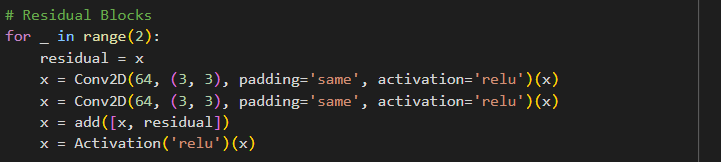 # Residual Blocks
for _ in range(2):
    residual = x
    x = Conv2D(64, (3, 3), padding='same', activation='relu')(x)
    x = Conv2D(64, (3, 3), padding='same', activation='relu')(x)
    x = add([x, residual])
    x = Activation('relu')(x)